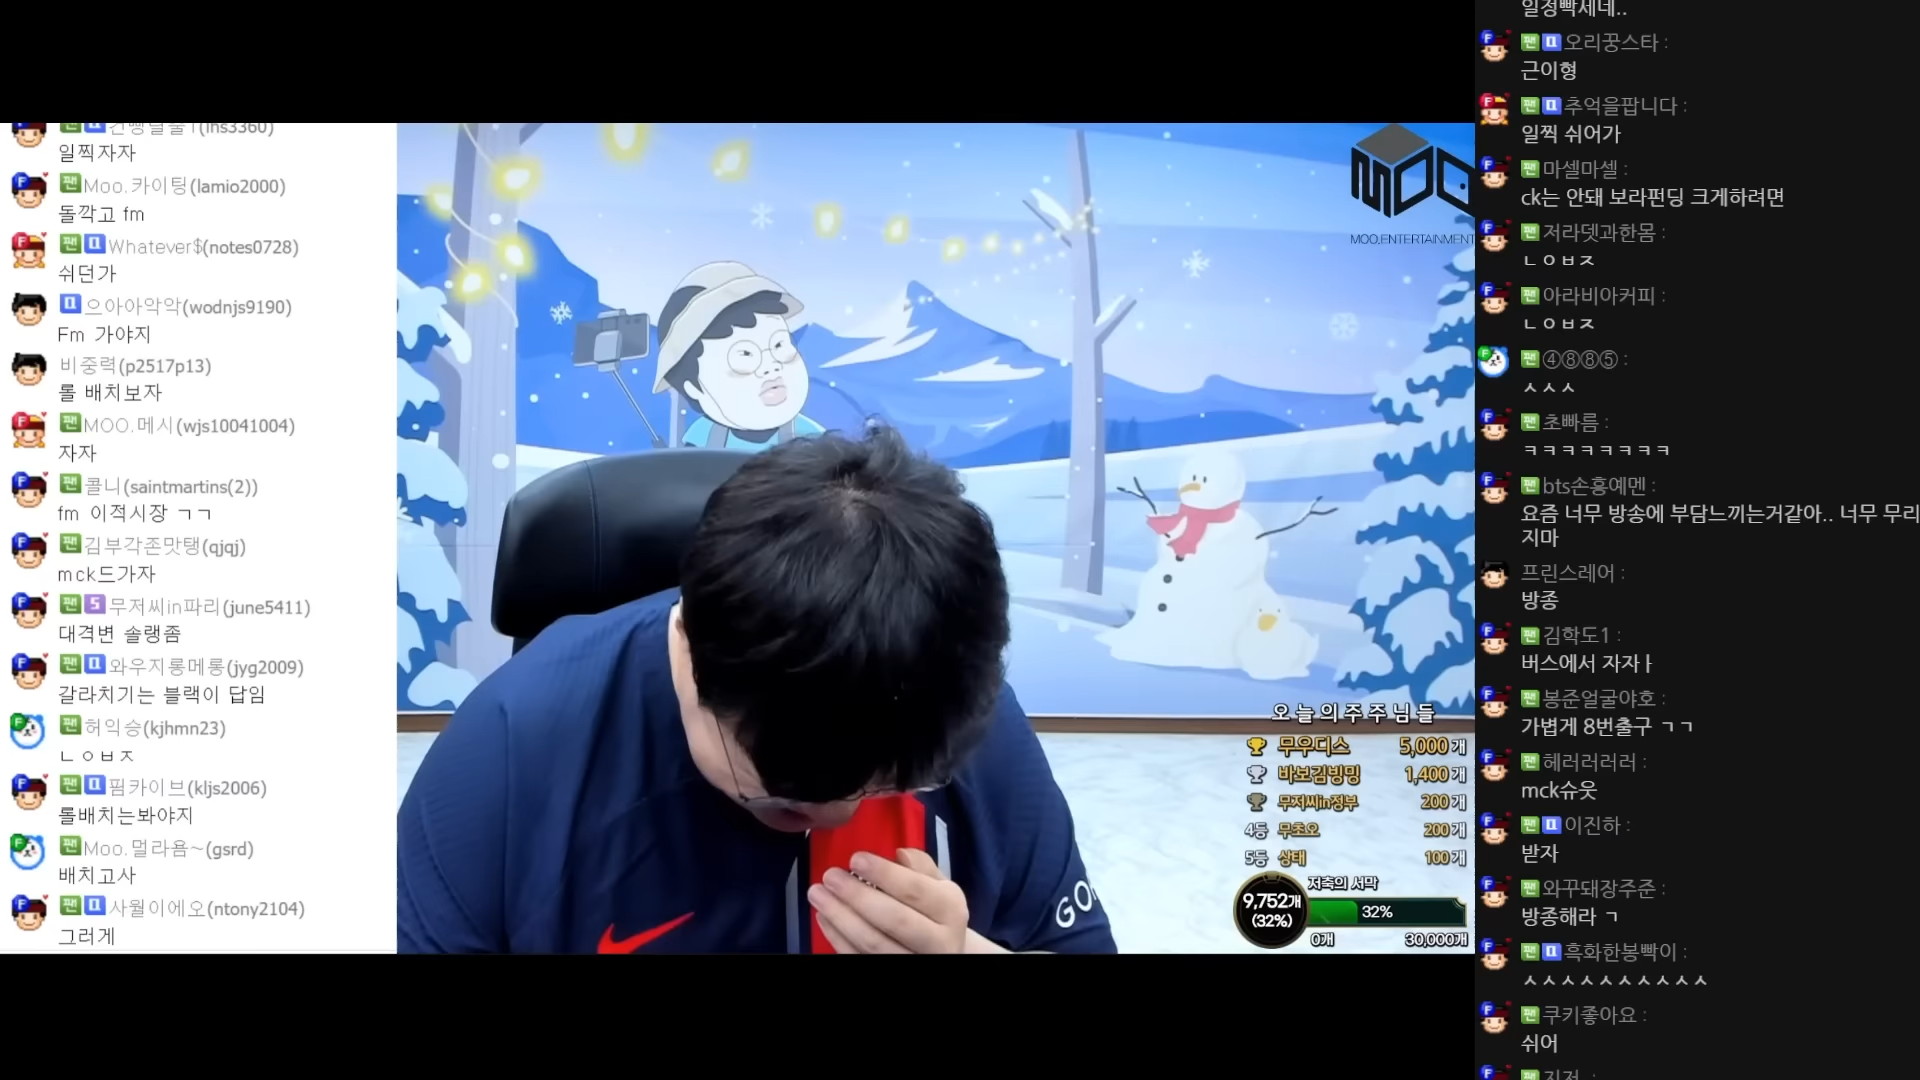 일찍자자
Moo.카이팅(lamio2000)
돌깍고 fm
Whatever$(notes0728)
쉬던가
으아아악악(wodnjs9190)
Fm 가야지
비중력(p2517p13)
롤 배치보자
MOO.메시(wjs10041004)
자자
콜니(saintmartins(2))
fm 이적시장 ㄱㄱ
김부각존맛탱(qjqj)
mck드가자
무저씨in파리(june5411)
대격변 솔랭좀
와우지롱메롱(jyg2009)
갈라치기는 블랙이 답임
허익승(kjhmn23)
ㄴㅇㅂㅈ
핌카이브(kljs2006)
롤배치는봐야지
Moo.멀라욤~(gsrd)
배치고사
사월이에오(ntony2104)
그러게
MOO
MOO.ENTERTAINMENT
오늘의주주님들
무우디스 5,000개
바보김빙밍 1,400개
무저씨in정부 200개
4등 무초오 200개
5등 상태 100개
저축의 서막
9,752개
(32%)
32%
0개 30,000개
일정빡세네..
오리꿍스타 :
근이형
추억을팝니다 :
일찍 쉬어가
마셀마셀 :
ck는 안돼 보라펀딩 크게하려면
저라뎃과한몸 :
ㄴㅇㅂㅈ
아라비아커피 :
ㄴㅇㅂㅈ
④⑧⑧⑤ :
ㅅㅅㅅ
초빠름 :
ㅋㅋㅋㅋㅋㅋㅋㅋ
bts손흥예멘 :
요즘 너무 방송에 부담느끼는거같아.. 너무 무리
지마
프린스레어 :
방종
김학도1 :
버스에서 자자ㅏ
봉준얼굴야호 :
가볍게 8번출구 ㄱㄱ
헤러러러러 :
mck슈웃
이진하 :
받자
와꾸돼장주준 :
방종해라 ㄱ
흑화한봉빡이 :
ㅅㅅㅅㅅㅅㅅㅅㅅㅅㅅ
쿠키좋아요 :
쉬어